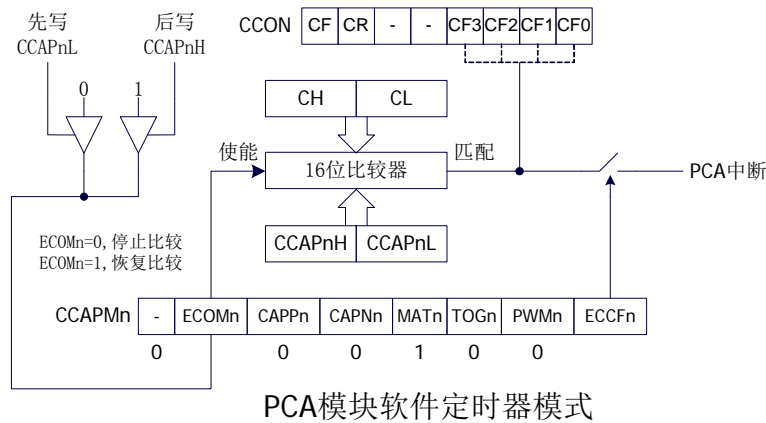 先写
CCAPnL
后写
CCAPnH
CCON CF CR - - CF3 CF2 CF1 CF0
0 1
CH CL
使能
16位比较器
匹配
PCA中断
CCAPnH CCAPnL
ECOMn=0,停止比较
ECOMn=1,恢复比较
CCAPMn - ECOMn CAPPn CAPNn MATn TOGn PWMn ECCFn
0 0 0 1 0 0
PCA模块软件定时器模式